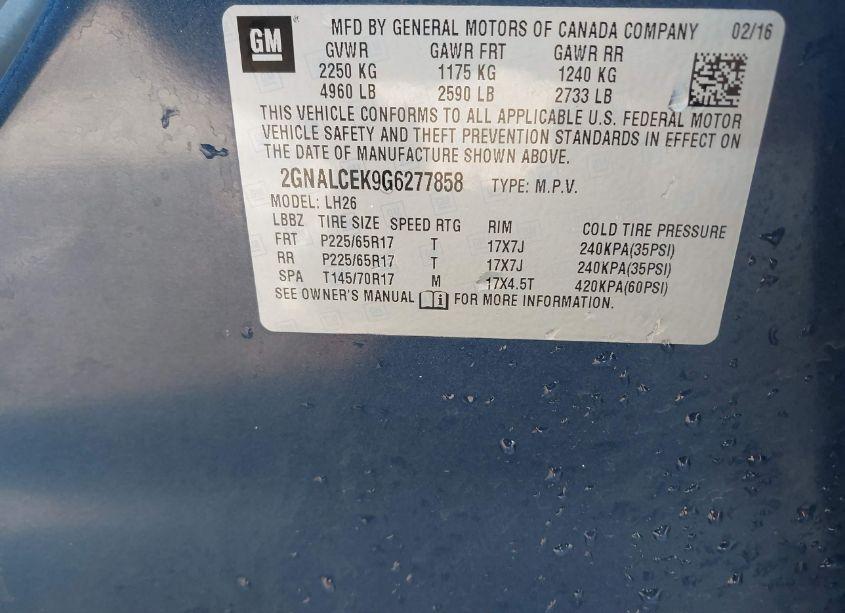 GM MFD BY GENERAL MOTORS OF CANADA COMPANY 02/16
GVWR GAWR FRT GAWR RR
2250 KG 1175 KG 1240 KG
4960 LB 2590 LB 2733 LB
THIS VEHICLE CONFORMS TO ALL APPLICABLE U.S. FEDERAL MOTOR
VEHICLE SAFETY AND THEFT PREVENTION STANDARDS IN EFFECT ON
THE DATE OF MANUFACTURE SHOWN ABOVE.
2GNALCEK9G6277858 TYPE: M.P.V.
MODEL: LH26
LBBZ TIRE SIZE SPEED RTG RIM COLD TIRE PRESSURE
FRT P225/65R17 T 17X7J 240KPA(35PSI)
RR P225/65R17 T 17X7J 240KPA(35PSI)
SPA T145/70R17 M 17X4.5T 420KPA(60PSI)
SEE OWNER'S MANUAL i FOR MORE INFORMATION.